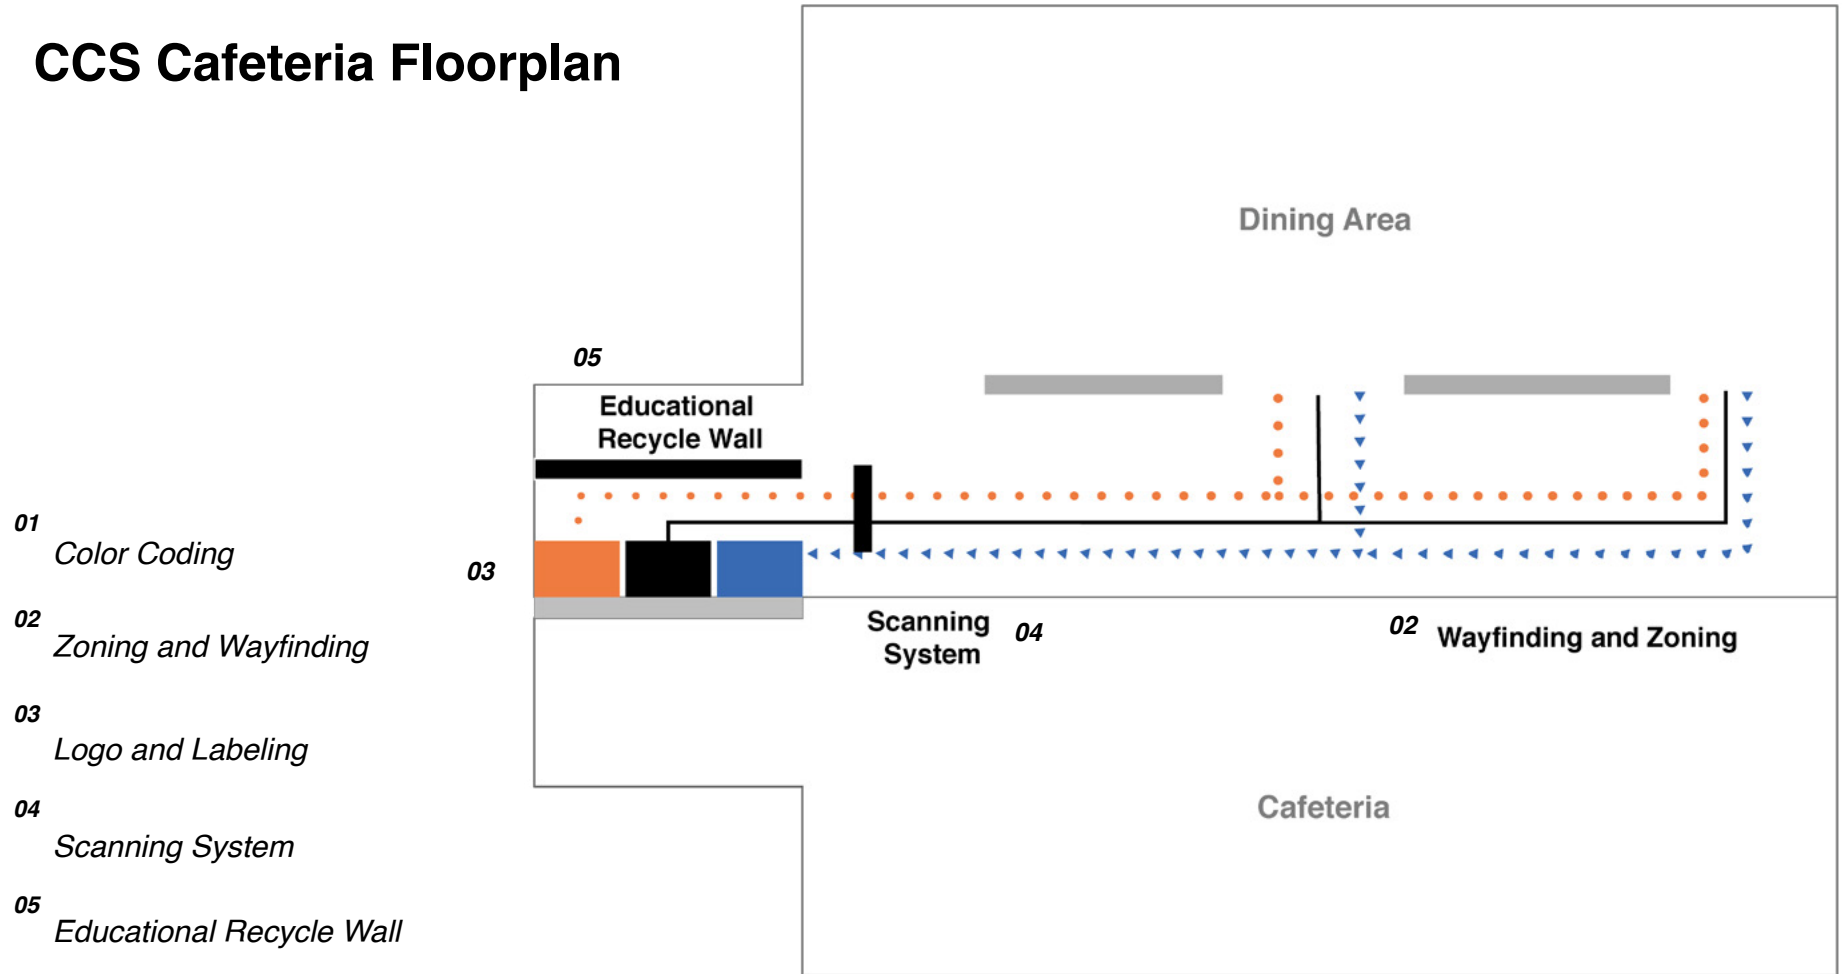 CCS Cafeteria Floorplan
Dining Area
05
Educational
Recycle Wall
01
Color Coding
03
02
Zoning and Wayfinding
Scanning
System
04
02
Wayfinding and Zoning
03
Logo and Labeling
04
Scanning System
Cafeteria
05
Educational Recycle Wall